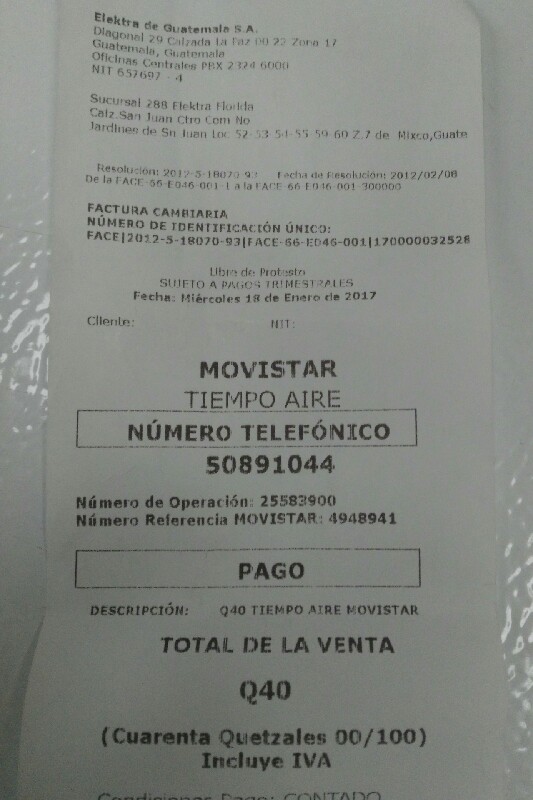 Elektra de Guatemala S.A.
Diagonal 29 Calzada La Paz 00 22 Zona 17
Guatemala, Guatemala
Oficinas Centrales PBX 2324 6000
NIT 657697 - 4
Sucursal 288 Elektra Florida
Calz.San Juan Ctro Com No
Jardines de Sn Juan Loc 52-53-54-55-59-60 Z.7 de Mixco,Guate
Resolución: 2012-5-18070-93 Fecha de Resolución: 2012/02/08
De la FACE-66-E046-001-1 a la FACE-66-E046-001-300000
FACTURA CAMBIARIA
NÚMERO DE IDENTIFICACIÓN ÚNICO:
FACE|2012-5-18070-93|FACE-66-E046-001|170000032528
Libre de Protesto
SUJETO A PAGOS TRIMESTRALES
Fecha: Miércoles 18 de Enero de 2017
Cliente: NIT:
MOVISTAR
TIEMPO AIRE
NÚMERO TELEFÓNICO
50891044
Número de Operación: 25583900
Número Referencia MOVISTAR: 4948941
PAGO
DESCRIPCIÓN: Q40 TIEMPO AIRE MOVISTAR
TOTAL DE LA VENTA
Q40
(Cuarenta Quetzales 00/100)
Incluye IVA
Condiciones Pago: CONTADO